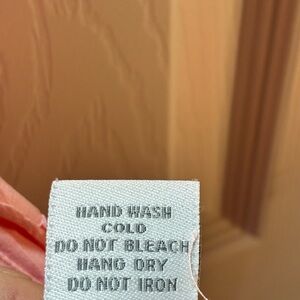 HAND WASH
COLD
DO NOT BLEACH
HANG DRY
DO NOT IRON